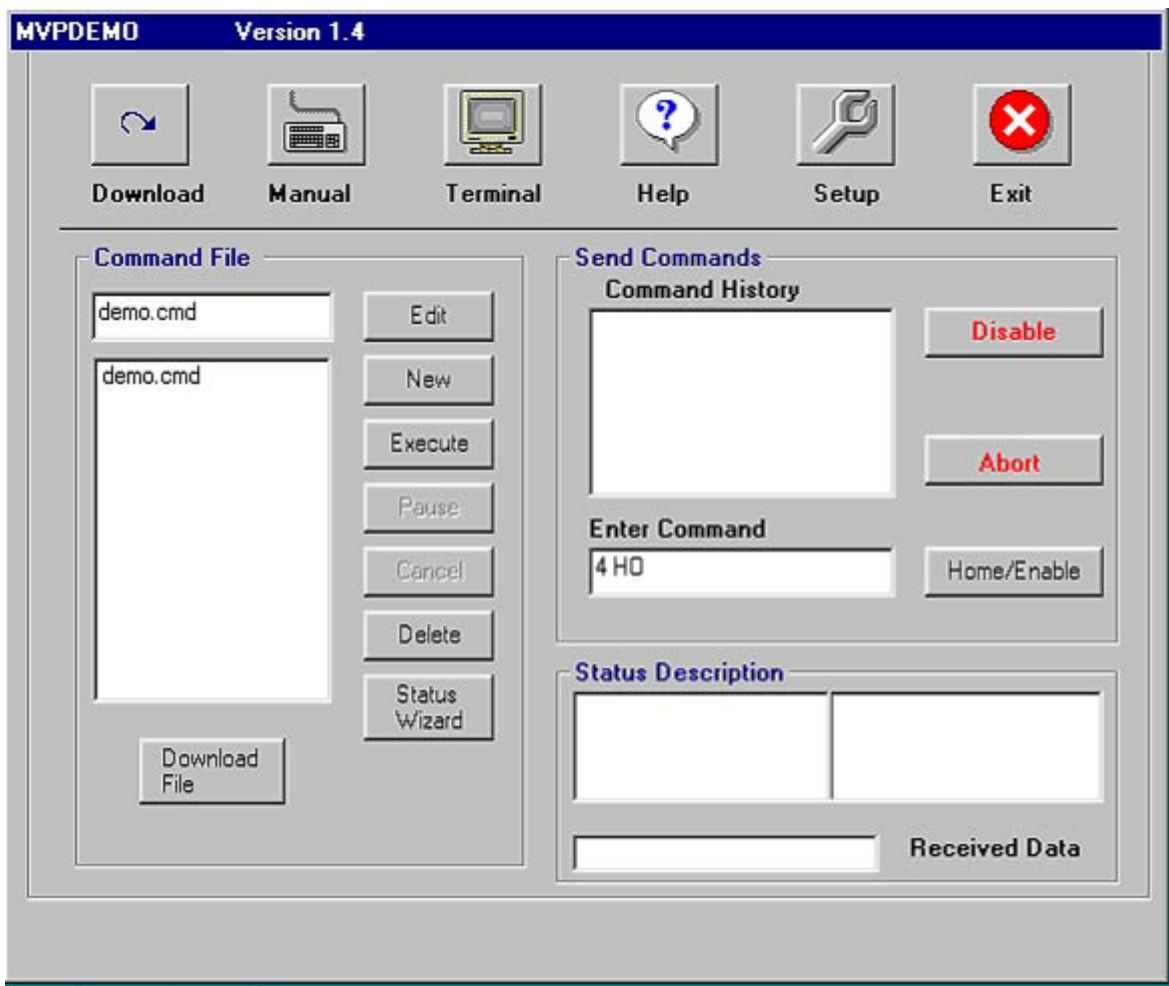 MVPDEMO Version 1.4
Download Manual Terminal Help Setup Exit
Command File
demo.cmd
demo.cmd
Edit
New
Execute
Pause
Cancel
Delete
Status
Wizard
Download
File
Send Commands
Command History
Disable
Abort
Enter Command
4 HO
Home/Enable
Status Description
Received Data